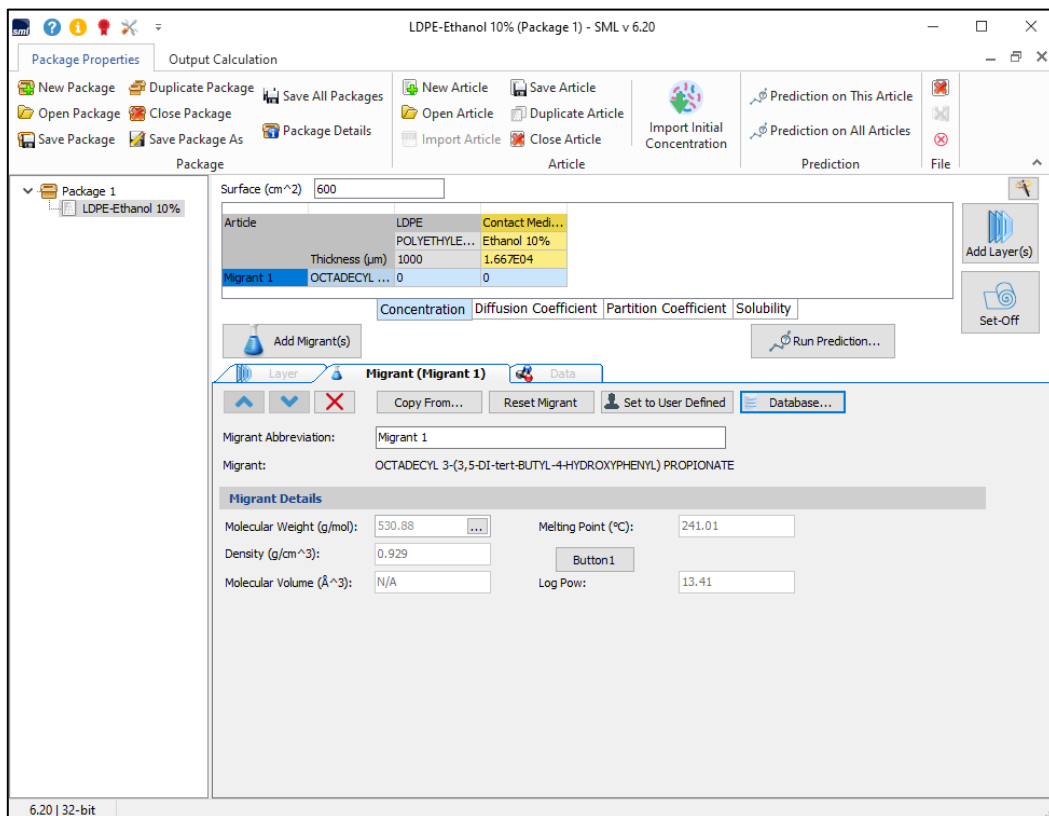 sml
LDPE-Ethanol 10% (Package 1) - SML v 6.20
Package Properties Output Calculation
New Package Duplicate Package Save All Packages
Open Package Close Package
Save Package Save Package As Package Details
Package
New Article Save Article
Open Article Duplicate Article
Import Article Close Article
Import Initial
Concentration
Article
Prediction on This Article
Prediction on All Articles
Prediction
File
Package 1
LDPE-Ethanol 10%
Surface (cm^2) 600
Article LDPE Contact Medi...
POLYETHYLE... Ethanol 10%
Thickness (µm) 1000 1.667E04
Migrant 1 OCTADECYL ... 0 0
Concentration Diffusion Coefficient Partition Coefficient Solubility
Add Layer(s)
Set-Off
Add Migrant(s) Run Prediction...
Layer Migrant (Migrant 1) Data
Copy From... Reset Migrant Set to User Defined Database...
Migrant Abbreviation: Migrant 1
Migrant: OCTADECYL 3-(3,5-DI-tert-BUTYL-4-HYDROXYPHENYL) PROPIONATE
Migrant Details
Molecular Weight (g/mol): 530.88 ... Melting Point (°C): 241.01
Density (g/cm^3): 0.929 Button1
Molecular Volume (Å^3): N/A Log Pow: 13.41
6.20 | 32-bit